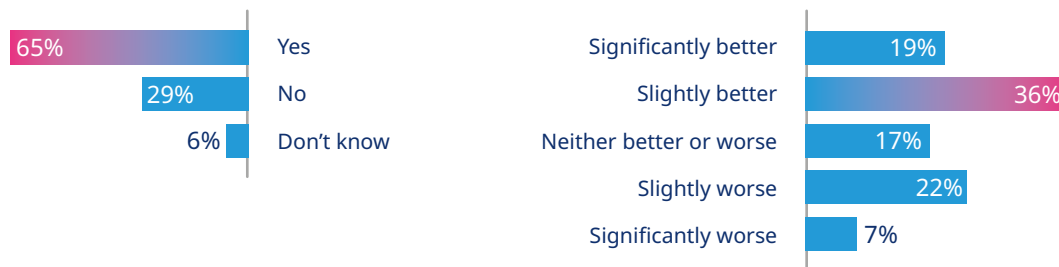 65% Yes
29% No
6% Don’t know
Significantly better 19%
Slightly better 36%
Neither better or worse 17%
Slightly worse 22%
Significantly worse 7%